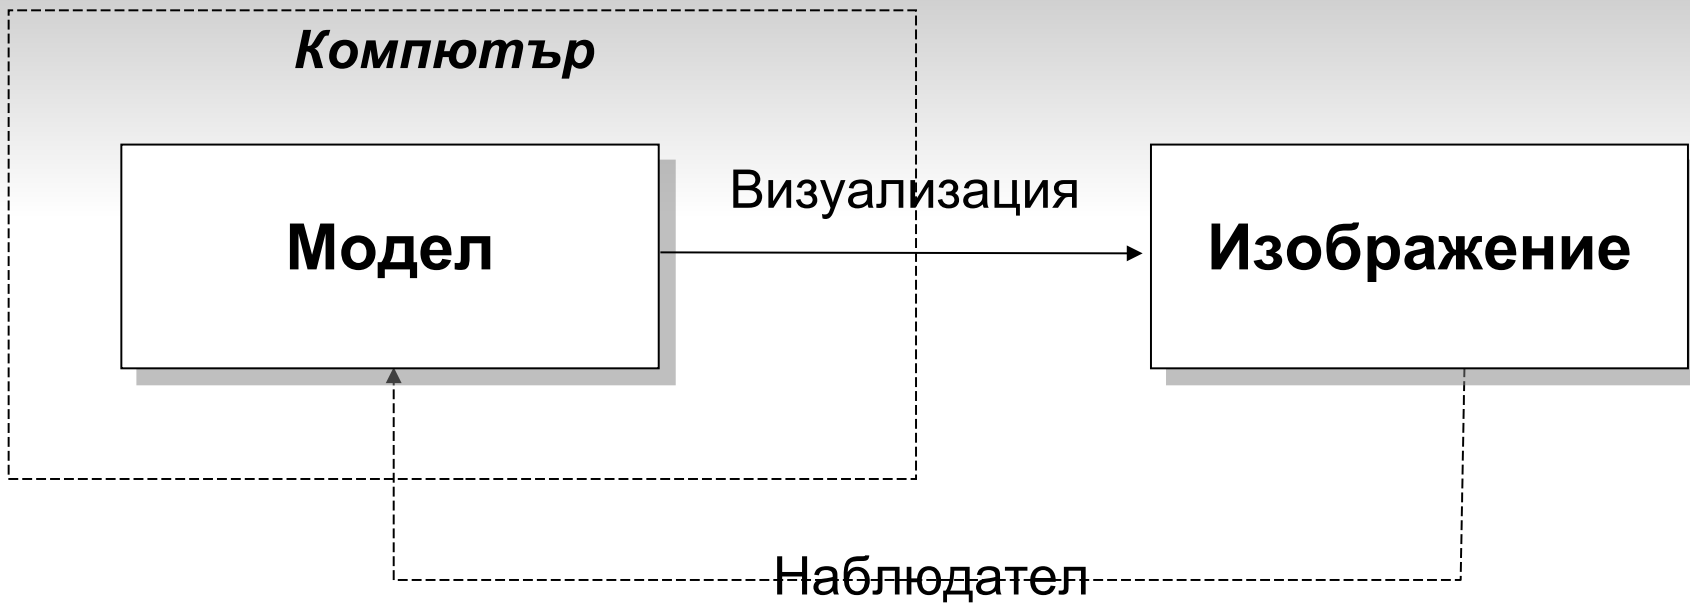 Компютър
Визуализация
Модел
Изображение
Наблюдател